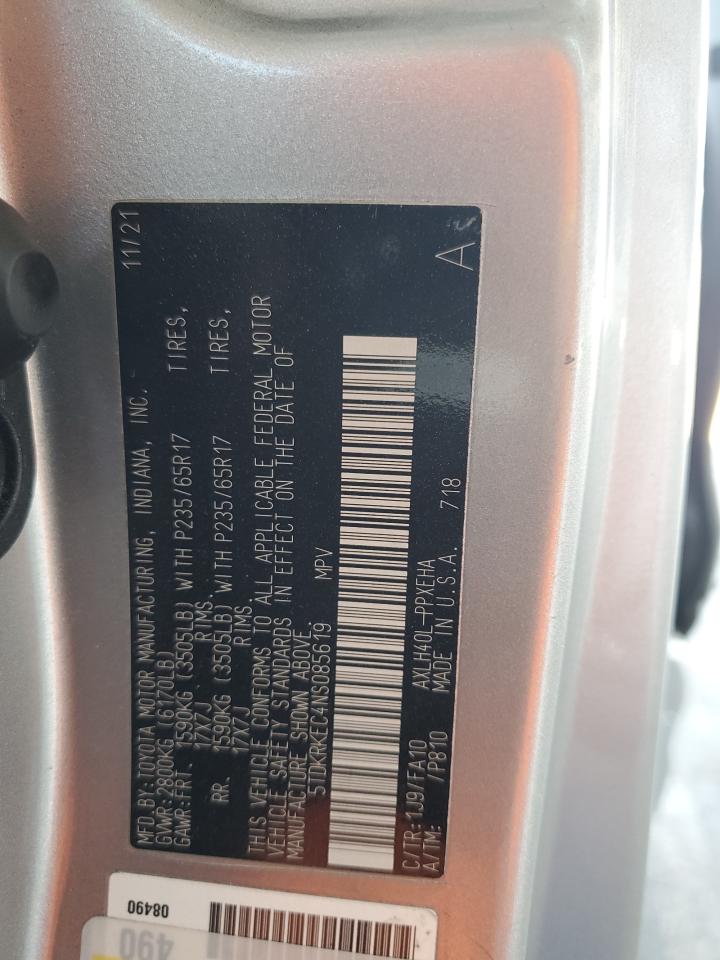 MFD.BY:TOYOTA MOTOR MANUFACTURING, INDIANA, INC. 11/21
GVWR:2800KG (6170LB)
GAWR:FRT. 1590KG (3505LB) WITH P235/65R17 TIRES,
17X7J RIMS.
RR. 1590KG (3505LB) WITH P235/65R17 TIRES,
17X7J RIMS.
THIS VEHICLE CONFORMS TO ALL APPLICABLE FEDERAL MOTOR
VEHICLE SAFETY STANDARDS IN EFFECT ON THE DATE OF
MANUFACTURE SHOWN ABOVE.
5TDKRKEC4NS085619 MPV
C/TR:1J9/FA10 AXLH40L-PPXEHA
A/TM: /P810 MADE IN U.S.A. 718 A
08490
490